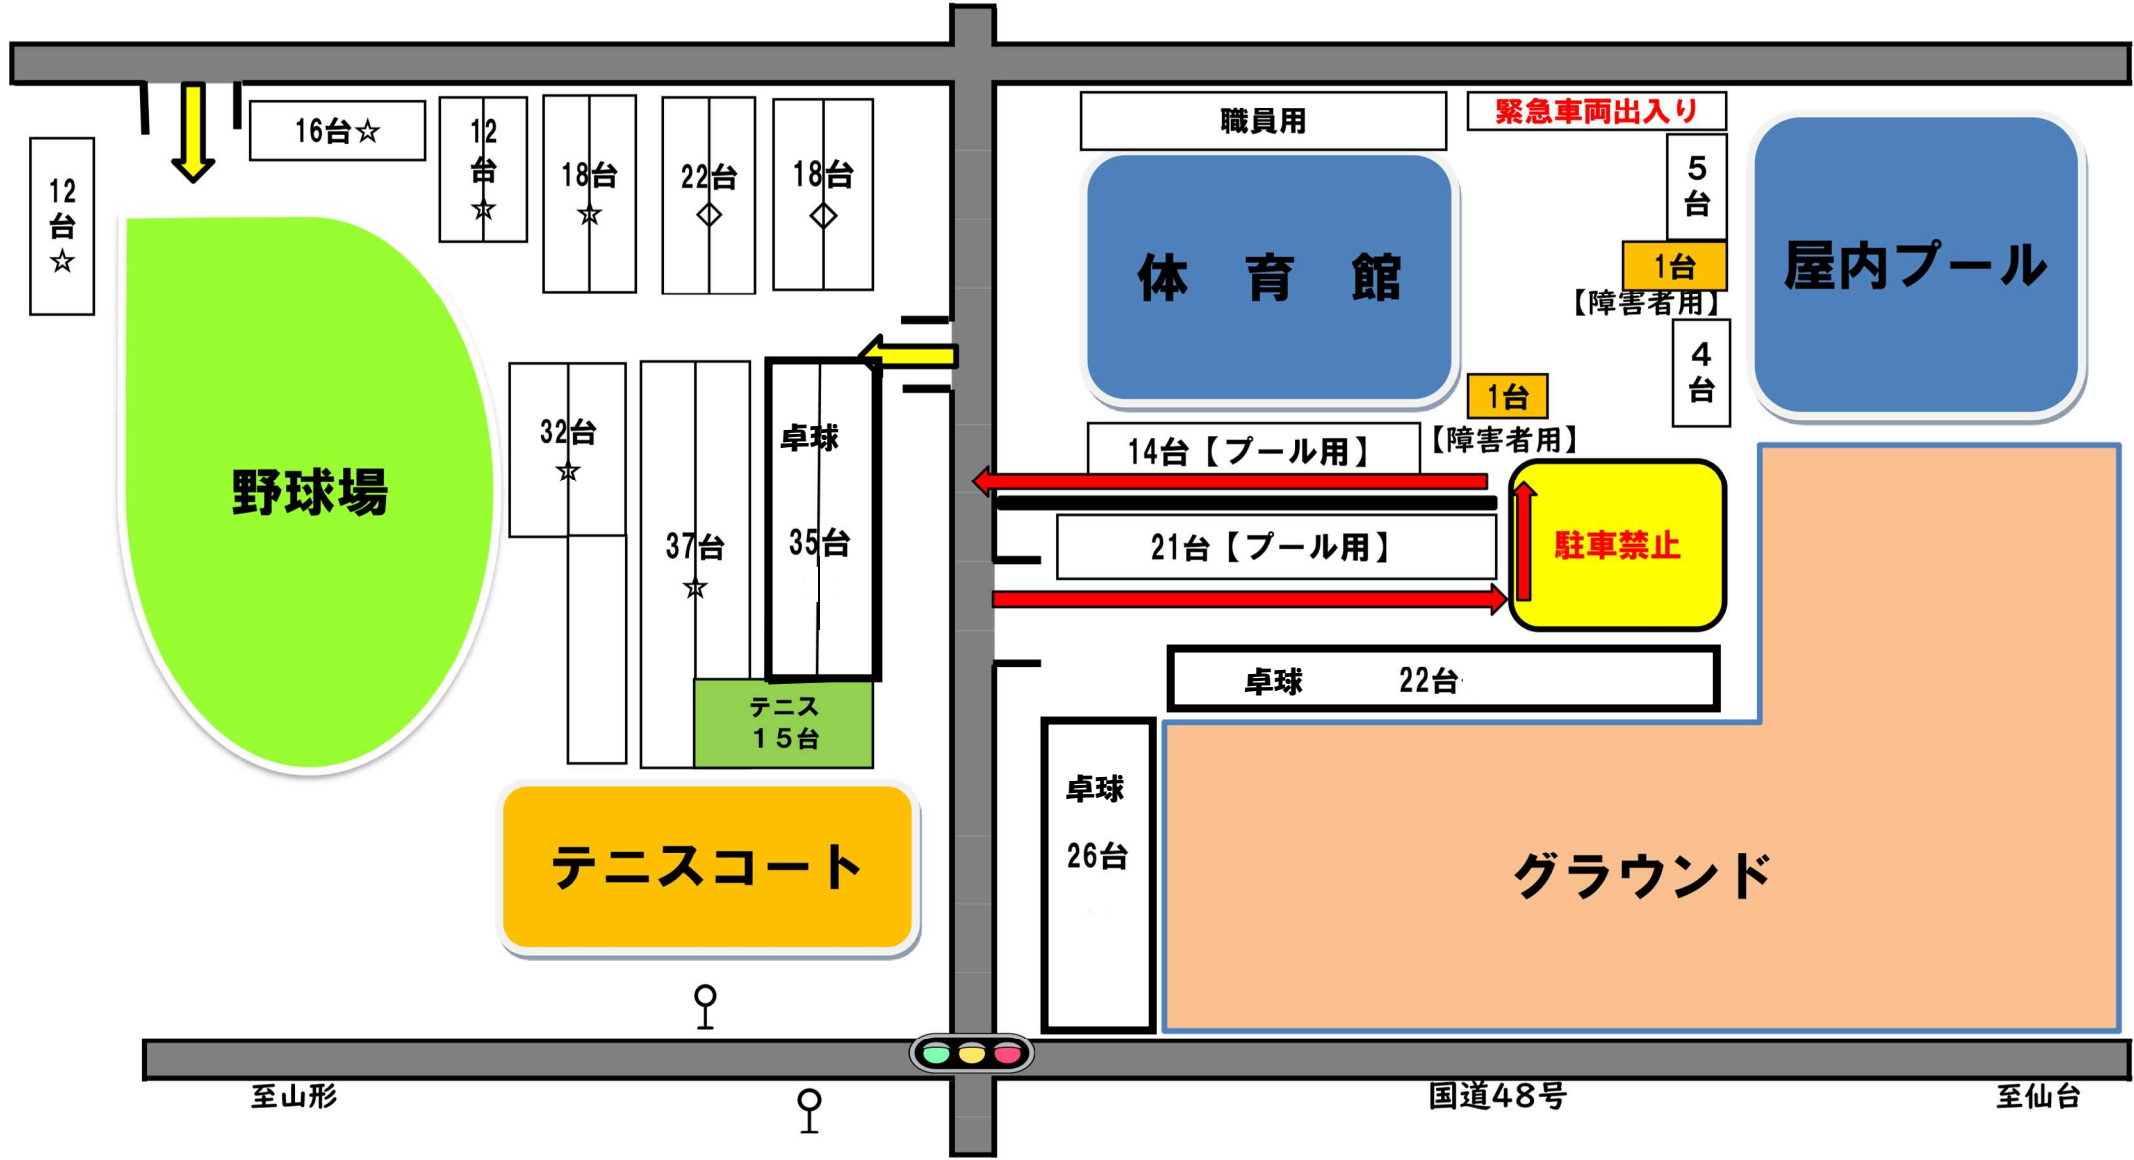 職員用
緊急車両出入り
16台☆
12
台
☆
18台
☆
22台
◇
18台
◇
12
台
☆
5
台
1台
【障害者用】
4
台
体 育 館
屋内プール
1台
【障害者用】
14台【プール用】
21台【プール用】
駐車禁止
野球場
32台
☆
37台
☆
卓球
35台
テニス
15台
卓球 22台
卓球
26台
テニスコート
グラウンド
至山形
国道48号
至仙台